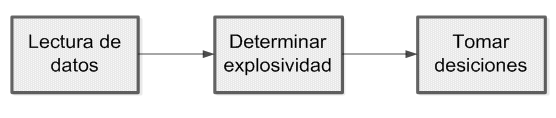 Lectura de
datos
Determinar
explosividad
Tomar
desiciones